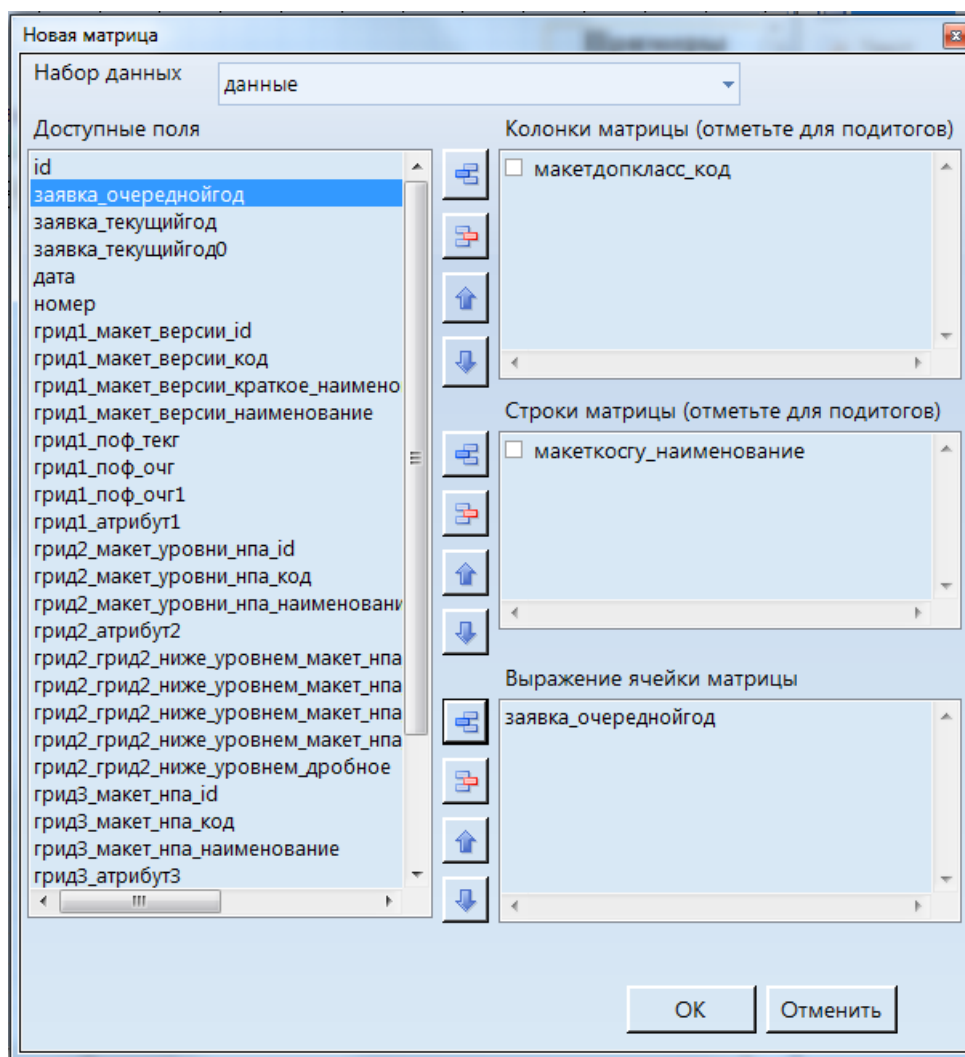 Новая матрица
Набор данных
данные
Доступные поля
id
заявка_очереднойгод
заявка_текущийгод
заявка_текущийгод0
дата
номер
грид1_макет_версии_id
грид1_макет_версии_код
грид1_макет_версии_краткое_наимено
грид1_макет_версии_наименование
грид1_поф_текг
грид1_поф_очг
грид1_поф_очг1
грид1_атрибут1
грид2_макет_уровни_нпа_id
грид2_макет_уровни_нпа_код
грид2_макет_уровни_нпа_наименовани
грид2_атрибут2
грид2_грид2_ниже_уровнем_макет_нпа
грид2_грид2_ниже_уровнем_макет_нпа
грид2_грид2_ниже_уровнем_макет_нпа
грид2_грид2_ниже_уровнем_макет_нпа
грид2_грид2_ниже_уровнем_дробное
грид3_макет_нпа_id
грид3_макет_нпа_код
грид3_макет_нпа_наименование
грид3_атрибут3
Колонки матрицы (отметьте для подитогов)
макетдопкласс_код
Строки матрицы (отметьте для подитогов)
макеткосгу_наименование
Выражение ячейки матрицы
заявка_очереднойгод
ОК
Отменить